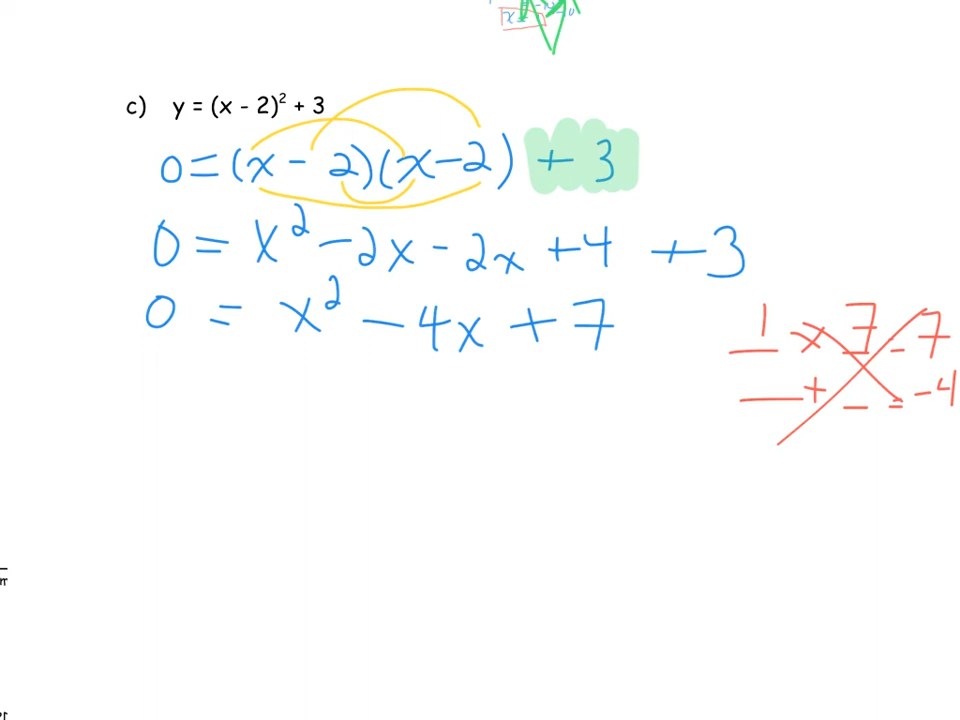 c) y = (x - 2)² + 3
0 = (x - 2)(x - 2) + 3
0 = x² - 2x - 2x + 4 + 3
0 = x² - 4x + 7
1 x 7 = 7
__ + _ = -4